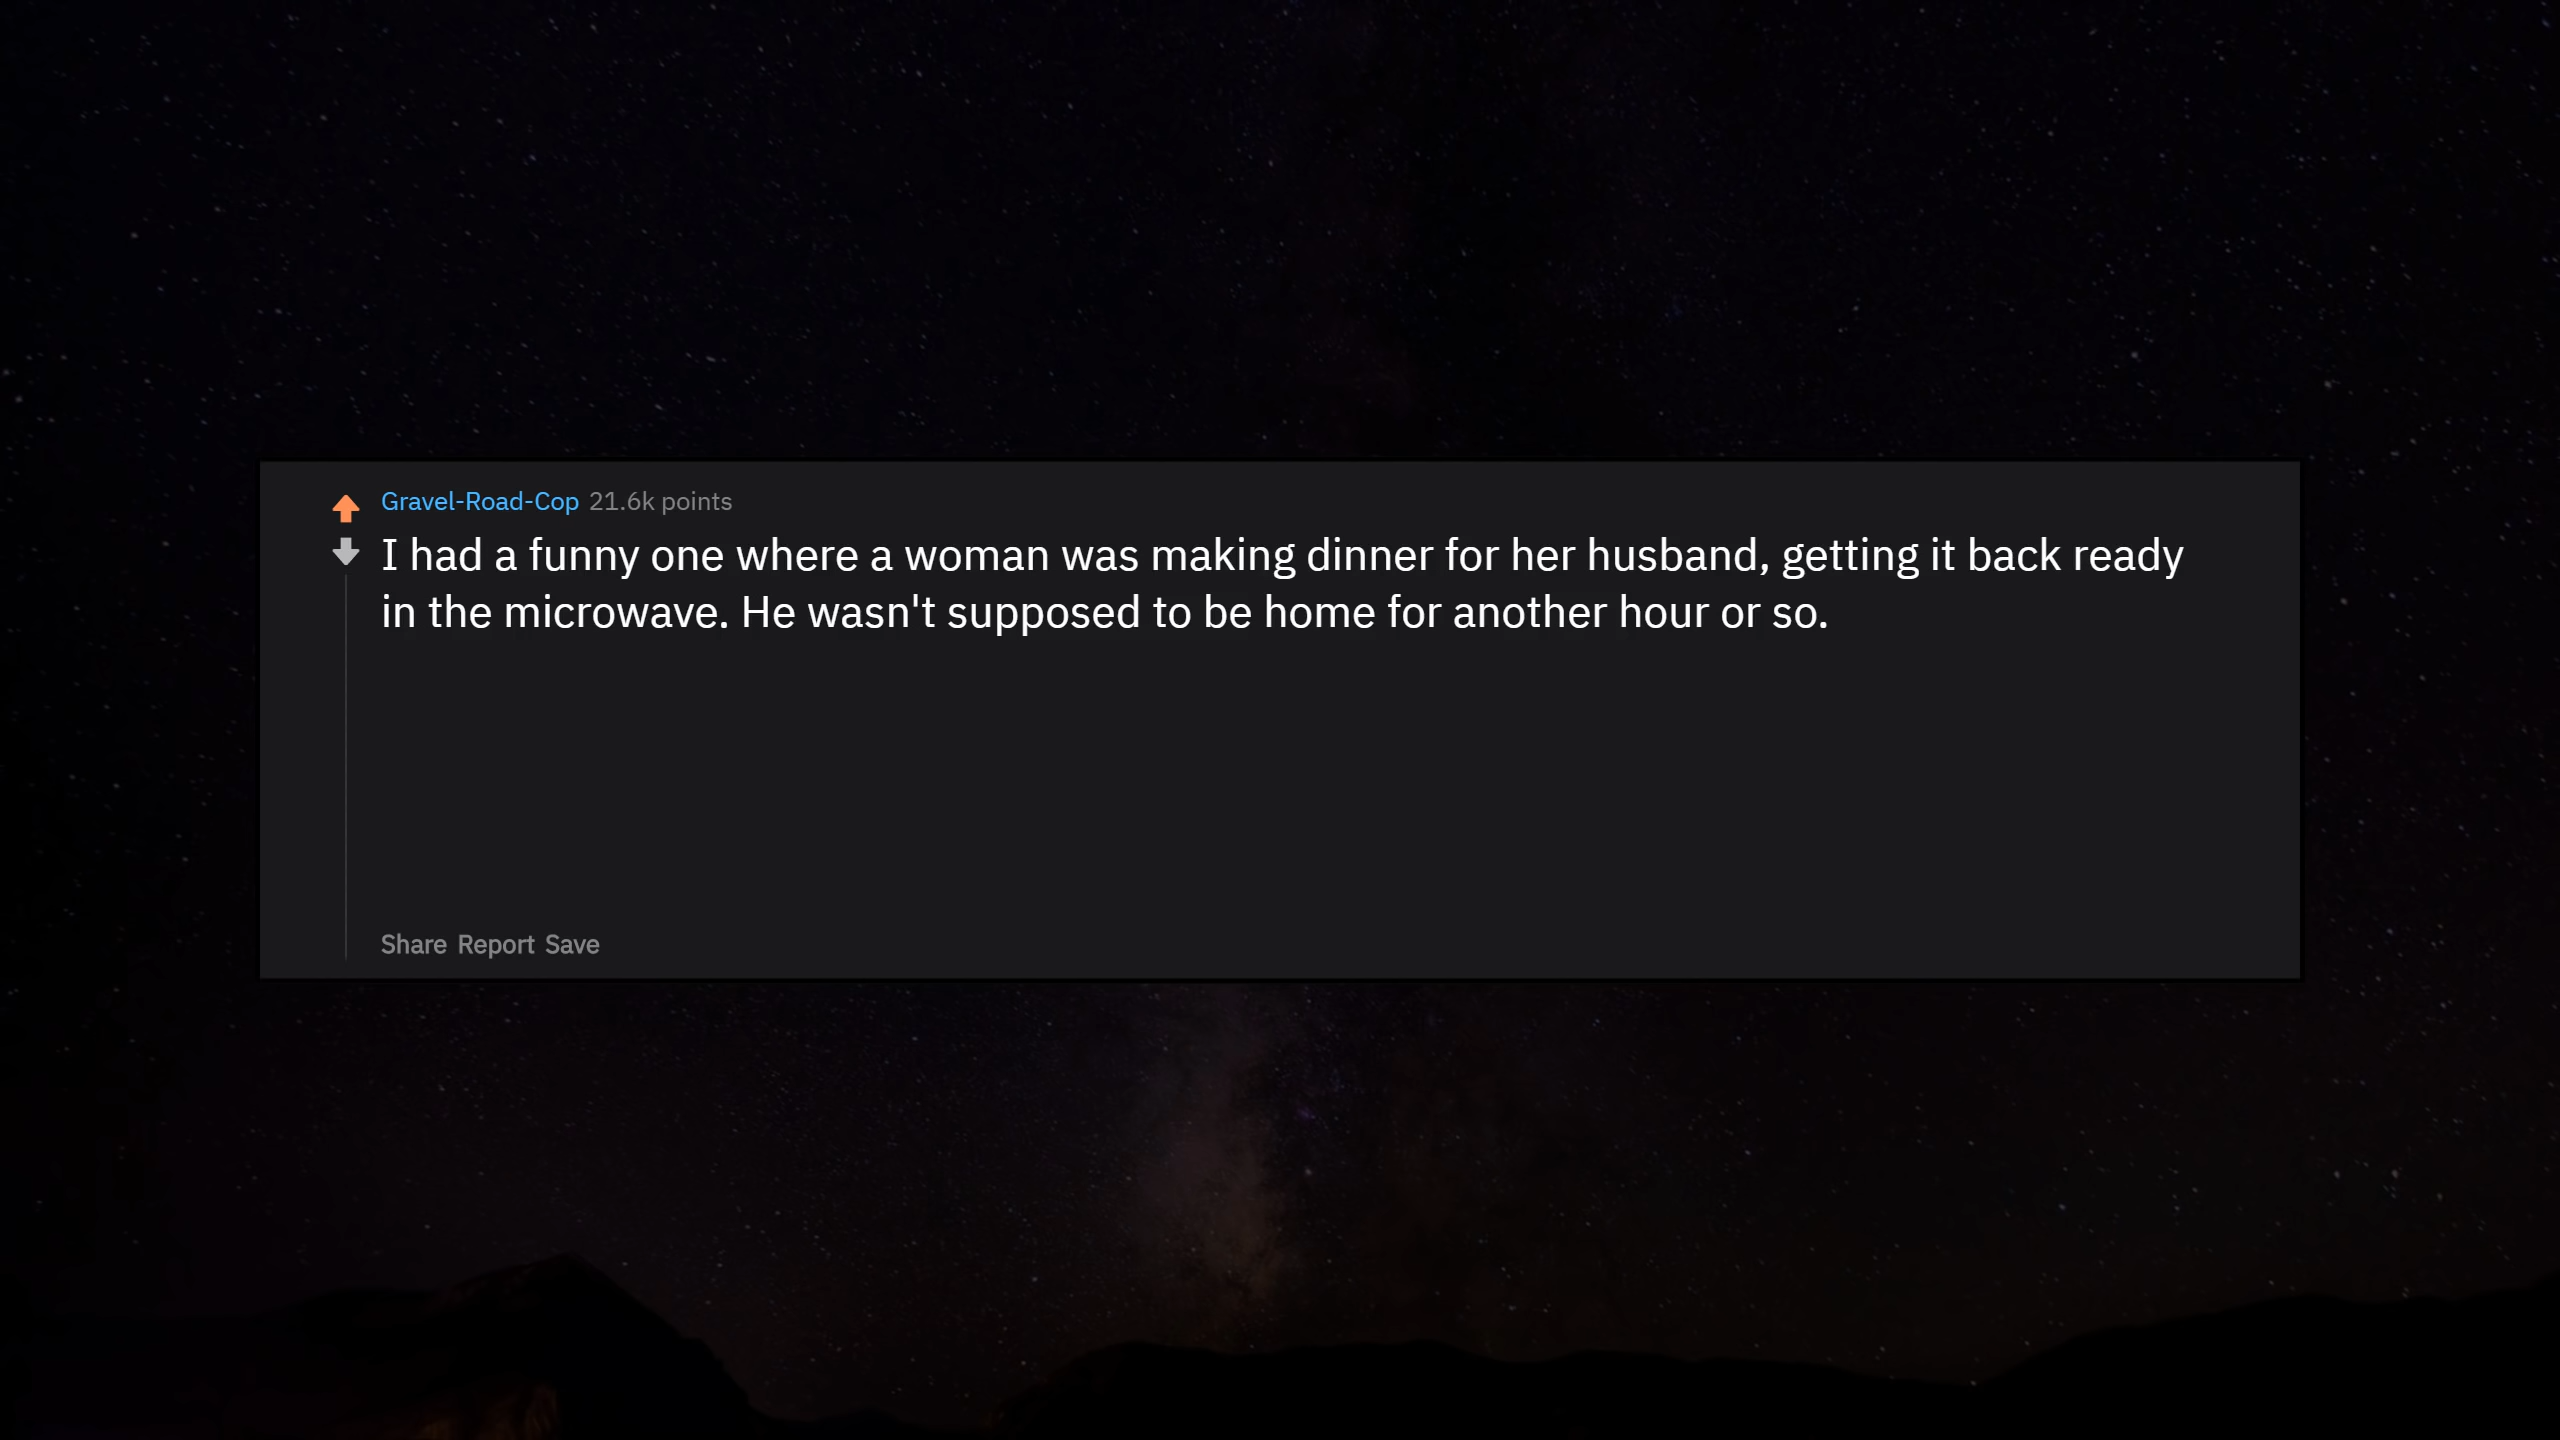 Gravel-Road-Cop 21.6k points
I had a funny one where a woman was making dinner for her husband, getting it back ready
in the microwave. He wasn't supposed to be home for another hour or so.
Share Report Save